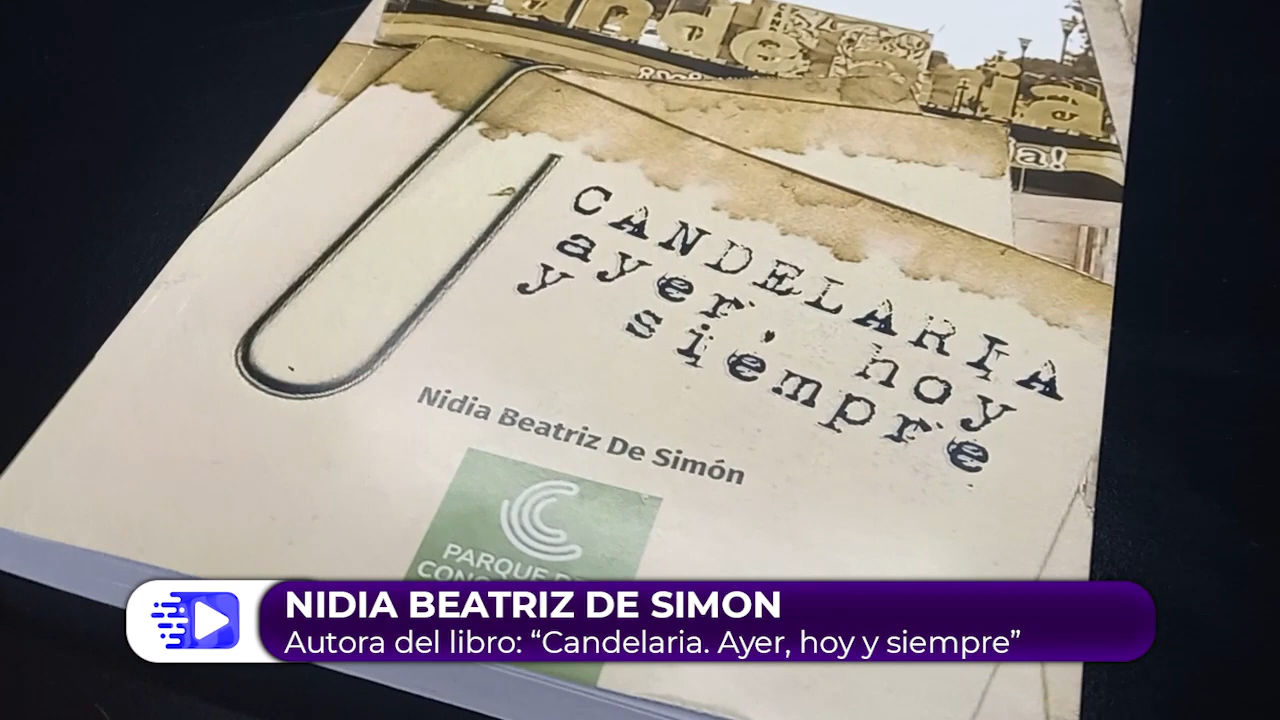 CANDELARIA
ayer, hoy
y siempre
Nidia Beatriz De Simón
PARQUE
NIDIA BEATRIZ DE SIMON
Autora del libro: “Candelaria. Ayer, hoy y siempre”